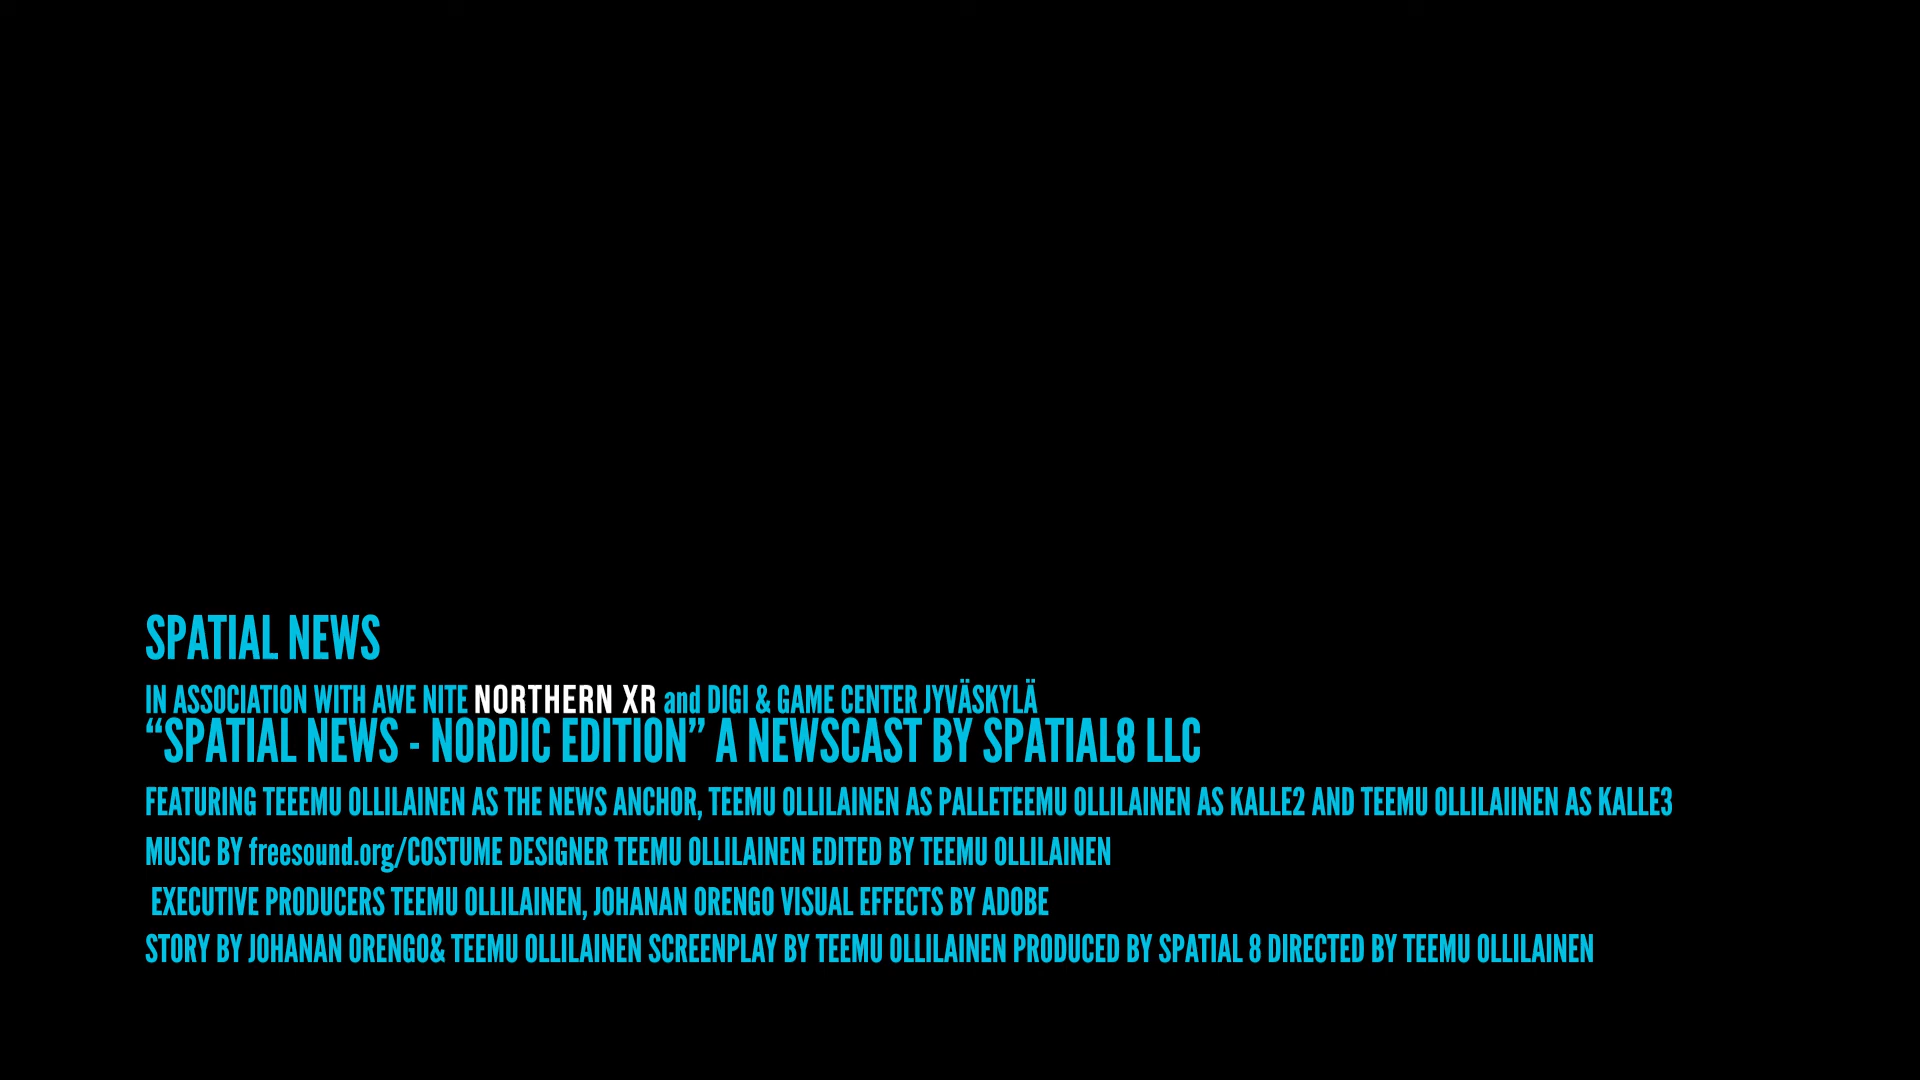 SPATIAL NEWS
IN ASSOCIATION WITH AWE NITE NORTHERN XR and DIGI & GAME CENTER JYVÄSKYLÄ
“SPATIAL NEWS - NORDIC EDITION” A NEWSCAST BY SPATIAL8 LLC
FEATURING TEEEMU OLLILAINEN AS THE NEWS ANCHOR, TEEMU OLLILAINEN AS PALLETEEMU OLLILAINEN AS KALLE2 AND TEEMU OLLILAIINEN AS KALLE3
MUSIC BY freesound.org/COSTUME DESIGNER TEEMU OLLILAINEN EDITED BY TEEMU OLLILAINEN
EXECUTIVE PRODUCERS TEEMU OLLILAINEN, JOHANAN ORENGO VISUAL EFFECTS BY ADOBE
STORY BY JOHANAN ORENGO& TEEMU OLLILAINEN SCREENPLAY BY TEEMU OLLILAINEN PRODUCED BY SPATIAL 8 DIRECTED BY TEEMU OLLILAINEN